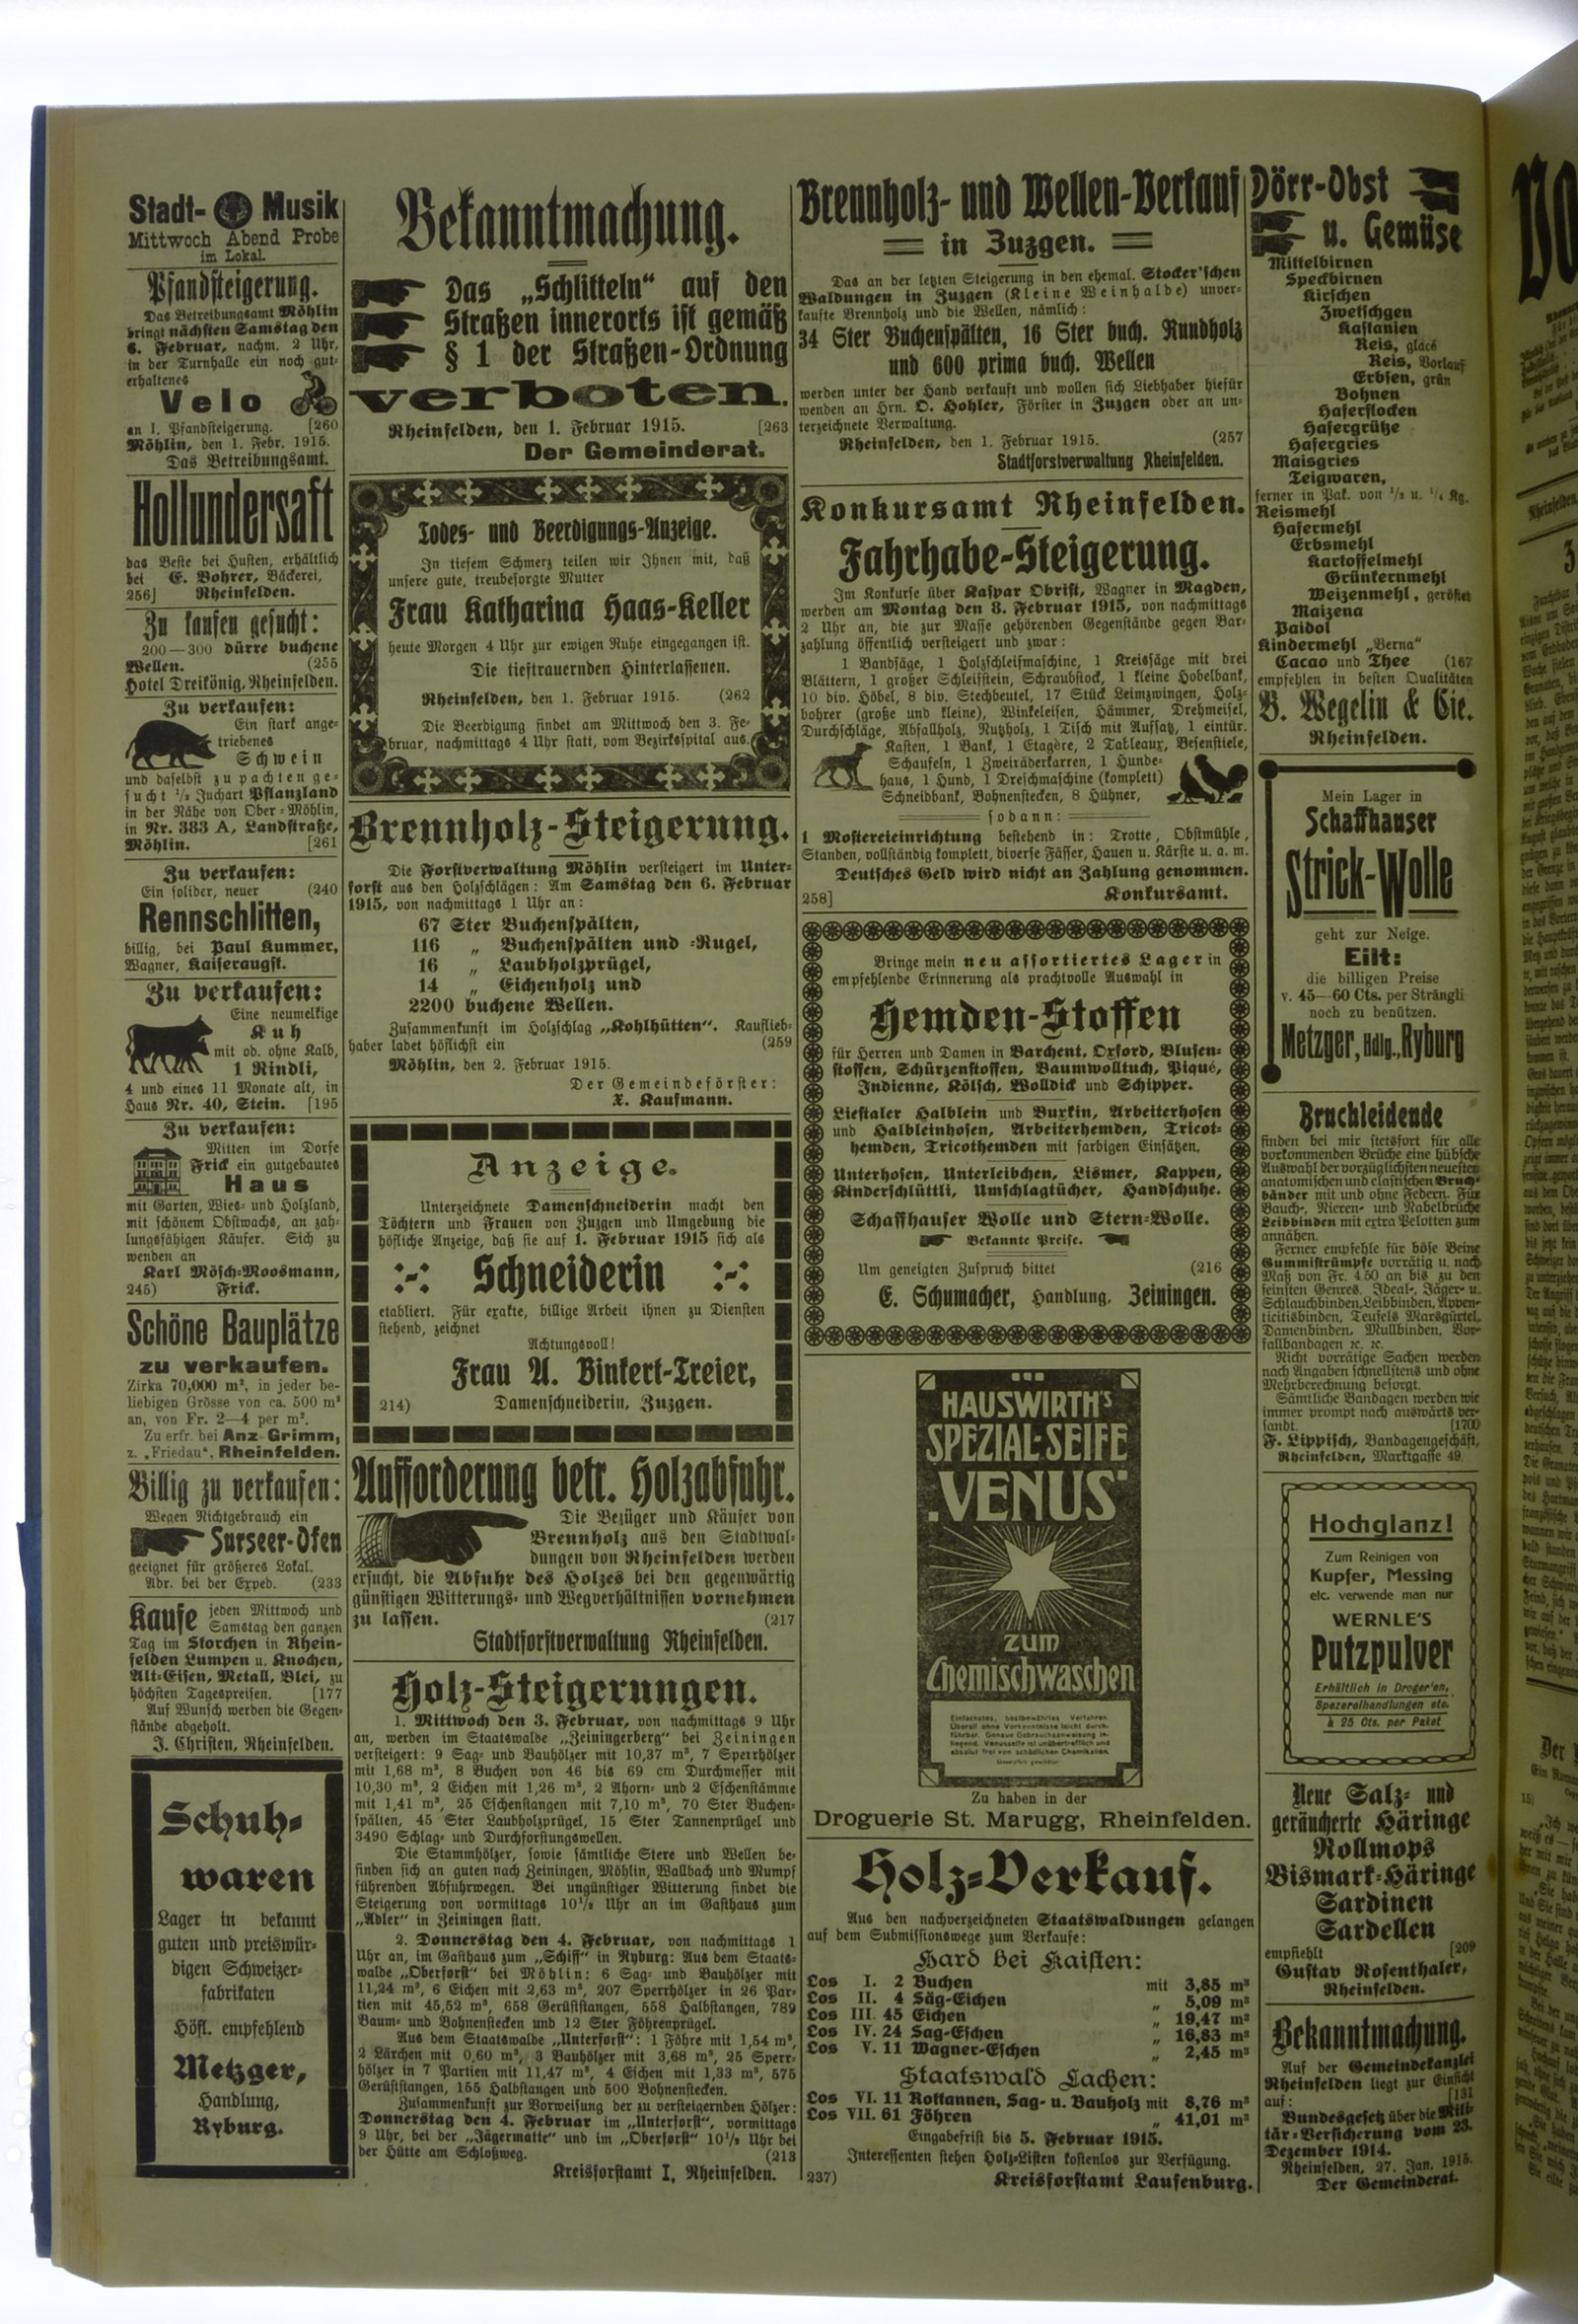 Stadt- Musik
Mittwoch Abend Probe
im Lokal.
Pfandsteigerung.
Das Betreibungsamt Möhlin
bringt nächsten Samstag den
6. Februar, nachm. 2 Uhr,
in der Turnhalle ein noch gut-
erhaltenes
Velo
an I. Pfandsteigerung. [260
Möhlin, den 1. Febr. 1915.
Das Betreibungsamt.
Hollundersaft
das Beste bei Husten, erhältlich
bei E. Bohrer, Bäckerei,
256] Rheinfelden.
Zu kaufen gesucht:
200—300 dürre buchene
Wellen. (255
Hotel Dreikönig, Rheinfelden.
Zu verkaufen:
Ein stark ange-
triebenes
Schwein
und daselbst zu pachten ge-
sucht ½ Juchart Pflanzland
in der Nähe von Ober-Möhlin,
in Nr. 383 A, Landstraße,
Möhlin. [261
Zu verkaufen:
Ein solider, neuer (240
Rennschlitten,
billig, bei Paul Kummer,
Wagner, Kaiseraugst.
Zu verkaufen:
Eine neumelkige
Kuh
mit od. ohne Kalb,
1 Rindli,
4 und eines 11 Monate alt, in
Haus Nr. 40, Stein. [195
Zu verkaufen:
Mitten im Dorfe
Frick ein gutgebautes
Haus
mit Garten, Wies- und Holzland,
mit schönem Obstwachs, an zah-
lungsfähigen Käufer. Sich zu
wenden an
Karl Mösch-Moosmann,
245) Frick.
Schöne Bauplätze
zu verkaufen.
Zirka 70,000 m², in jeder be-
liebigen Grösse von ca. 500 m²
an, von Fr. 2—4 per m².
Zu erfr. bei Anz Grimm,
z. „Friedau“, Rheinfelden.
Billig zu verkaufen:
Wegen Nichtgebrauch ein
Surseer-Ofen
geeignet für größeres Lokal.
Adr. bei der Exped. (233
Kaufe jeden Mittwoch und
Samstag den ganzen
Tag im Storchen in Rhein-
felden Lumpen u. Knochen,
Alt-Eisen, Metall, Blei, zu
höchsten Tagespreisen. [177
Auf Wunsch werden die Gegen-
stände abgeholt.
J. Christen, Rheinfelden.
Schuh-
waren
Lager in bekannt
guten und preiswür-
digen Schweizer-
fabrikaten
Höfl. empfehlend
Metzger,
Handlung,
Ryburg.
Bekanntmachung.
Das „Schlitteln“ auf den
Straßen innerorts ist gemäß
§ 1 der Straßen-Ordnung
verboten.
Rheinfelden, den 1. Februar 1915. [263
Der Gemeinderat.
Todes- und Beerdigungs-Anzeige.
In tiefem Schmerz teilen wir Ihnen mit, daß
unsere gute, treubesorgte Mutter
Frau Katharina Haas-Keller
heute Morgen 4 Uhr zur ewigen Ruhe eingegangen ist.
Die tieftrauernden Hinterlassenen.
Rheinfelden, den 1. Februar 1915. (262
Die Beerdigung findet am Mittwoch den 3. Fe-
bruar, nachmittags 4 Uhr statt, vom Bezirksspital aus.
Brennholz-Steigerung.
Die Forstverwaltung Möhlin versteigert im Unter-
forst aus den Holzschlägen: Am Samstag den 6. Februar
1915, von nachmittags 1 Uhr an:
67 Ster Buchenspälten,
116 „ Buchenspälten und -Rugel,
16 „ Laubholzprügel,
14 „ Eichenholz und
2200 buchene Wellen.
Zusammenkunft im Holzschlag „Kohlhütten“. Kauflieb-
haber ladet höflichst ein (259
Möhlin, den 2. Februar 1915.
Der Gemeindeförster:
X. Kaufmann.
Anzeige.
Unterzeichnete Damenschneiderin macht den
Töchtern und Frauen von Zuzgen und Umgebung die
höfliche Anzeige, daß sie auf 1. Februar 1915 sich als
:-: Schneiderin :-:
etabliert. Für exakte, billige Arbeit ihnen zu Diensten
stehend, zeichnet
Achtungsvoll!
Frau A. Binkert-Treier,
214) Damenschneiderin, Zuzgen.
Aufforderung betr. Holzabfuhr.
Die Bezüger und Käufer von
Brennholz aus den Stadtwal-
dungen von Rheinfelden werden
ersucht, die Abfuhr des Holzes bei den gegenwärtig
günstigen Witterungs- und Wegverhältnissen vornehmen
zu lassen. (217
Stadtforstverwaltung Rheinfelden.
Holz-Steigerungen.
1. Mittwoch den 3. Februar, von nachmittags 9 Uhr
an, werden im Staatswalde „Zeiningerberg“ bei Zeiningen
versteigert: 9 Sag- und Bauhölzer mit 10,37 m³, 7 Sperrhölzer
mit 1,68 m³, 8 Buchen von 46 bis 69 cm Durchmesser mit
10,30 m³, 2 Eichen mit 1,26 m³, 2 Ahorn- und 2 Eschenstämme
mit 1,41 m³, 25 Eschenstangen mit 7,10 m³, 70 Ster Buchen-
spälten, 45 Ster Laubholzprügel, 15 Ster Tannenprügel und
3490 Schlag- und Durchforstungswellen.
Die Stammhölzer, sowie sämtliche Stere und Wellen be-
finden sich an guten nach Zeiningen, Möhlin, Wallbach und Mumpf
führenden Abfuhrwegen. Bei ungünstiger Witterung findet die
Steigerung von vormittags 10½ Uhr an im Gasthaus zum
„Adler“ in Zeiningen statt.
2. Donnerstag den 4. Februar, von nachmittags 1
Uhr an, im Gasthaus zum „Schiff“ in Ryburg: Aus dem Staats-
walde „Oberforst“ bei Möhlin: 6 Sag- und Bauhölzer mit
11,24 m³, 6 Eichen mit 2,63 m³, 207 Sperrhölzer in 26 Par-
tien mit 45,52 m³, 658 Gerüststangen, 558 Halbstangen, 789
Baum- und Bohnenstecken und 12 Ster Föhrenprügel.
Aus dem Staatswalde „Unterforst“: 1 Föhre mit 1,54 m³,
2 Lärchen mit 0,60 m³, 3 Bauhölzer mit 3,68 m³, 25 Sperr-
hölzer in 7 Partien mit 11,47 m³, 4 Eschen mit 1,33 m³, 575
Gerüststangen, 155 Halbstangen und 500 Bohnenstecken.
Zusammenkunft zur Vorweisung der zu versteigernden Hölzer:
Donnerstag den 4. Februar im „Unterforst“, vormittags
9 Uhr, bei der „Jägermatte“ und im „Oberforst“ 10½ Uhr bei
der Hütte am Schloßweg. (213
Kreisforstamt I, Rheinfelden.
Brennholz- und Wellen-Verkauf
in Zuzgen.
Das an der letzten Steigerung in den ehemal. Stocker'schen
Waldungen in Zuzgen (Kleine Weinhalde) unver-
kaufte Brennholz und die Wellen, nämlich:
34 Ster Buchenspälten, 16 Ster buch. Rundholz
und 600 prima buch. Wellen
werden unter der Hand verkauft und wollen sich Liebhaber hiefür
wenden an Hrn. O. Hohler, Förster in Zuzgen oder an un-
terzeichnete Verwaltung.
Rheinfelden, den 1. Februar 1915. (257
Stadtforstverwaltung Rheinfelden.
Konkursamt Rheinfelden.
Fahrhabe-Steigerung.
Im Konkurse über Kaspar Obrist, Wagner in Magden,
werden am Montag den 8. Februar 1915, von nachmittags
2 Uhr an, die zur Masse gehörenden Gegenstände gegen Bar-
zahlung öffentlich versteigert und zwar:
1 Bandsäge, 1 Holzschleifmaschine, 1 Kreissäge mit drei
Blättern, 1 großer Schleifstein, Schraubstock, 1 kleine Hobelbank,
10 div. Höbel, 8 div. Stechbeutel, 17 Stück Leimzwingen, Holz-
bohrer (große und kleine), Winkeleisen, Hämmer, Drehmeisel,
Durchschläge, Abfallholz, Nutzholz, 1 Tisch mit Aufsatz, 1 eintür.
Kasten, 1 Bank, 1 Etagère, 2 Tableaux, Besenstiele,
Schaufeln, 1 Zweiräderkarren, 1 Hunde-
haus, 1 Hund, 1 Dreschmaschine (komplett)
Schneidbank, Bohnenstecken, 8 Hühner,
sodann:
1 Mostereieinrichtung bestehend in: Trotte, Obstmühle,
Standen, vollständig komplett, diverse Fässer, Hauen u. Kärste u. a. m.
Deutsches Geld wird nicht an Zahlung genommen.
258] Konkursamt.
Bringe mein neu assortiertes Lager in
empfehlende Erinnerung als prachtvolle Auswahl in
Hemden-Stoffen
für Herren und Damen in Barchent, Oxford, Blusen-
stoffen, Schürzenstoffen, Baumwolltuch, Piqué,
Indienne, Kölsch, Wolldick und Schipper.
Liestaler Halblein und Buxkin, Arbeiterhosen
und Halbleinhosen, Arbeiterhemden, Tricot-
hemden, Tricothemden mit farbigen Einsätzen.
Unterhosen, Unterleibchen, Lismer, Kappen,
Kinderschlüttli, Umschlagtücher, Handschuhe.
Schaffhauser Wolle und Stern-Wolle.
Bekannte Preise.
Um geneigten Zuspruch bittet (216
E. Schumacher, Handlung, Zeiningen.
HAUSWIRTH'S
SPEZIAL-SEIFE
„VENUS“
ZUM
Chemischwaschen
Einfachstes, bestbewährtes Verfahren.
Überall ohne Vorkenntnisse leicht durch-
führbar. Genaue Gebrauchsanweisung in-
liegend. Venusseife ist unübertrefflich und
absolut frei von schädlichen Chemikalien.
Zu haben in der
Droguerie St. Marugg, Rheinfelden.
Holz-Verkauf.
Aus den nachverzeichneten Staatswaldungen gelangen
auf dem Submissionswege zum Verkaufe:
Hard bei Kaisten:
Los I. 2 Buchen mit 3,85 m³
Los II. 4 Säg-Eichen „ 5,09 m³
Los III. 45 Eichen „ 19,47 m³
Los IV. 24 Sag-Eschen „ 16,83 m³
Los V. 11 Wagner-Eschen „ 2,45 m³
Staatswald Lachen:
Los VI. 11 Rottannen, Sag- u. Bauholz mit 8,76 m³
Los VII. 61 Föhren „ 41,01 m³
Eingabefrist bis 5. Februar 1915.
Interessenten stehen Holz-Listen kostenlos zur Verfügung.
237) Kreisforstamt Laufenburg.
Dörr-Obst
u. Gemüse
Mittelbirnen
Speckbirnen
Kirschen
Zwetschgen
Kastanien
Reis, glacé
Reis, Vorlauf
Erbsen, grün
Bohnen
Haferflocken
Hafergrütze
Hafergries
Maisgries
Teigwaren,
ferner in Pak. von ½ u. ¼ Kg.
Reismehl
Hafermehl
Erbsmehl
Kartoffelmehl
Grünkernmehl
Weizenmehl, geröstet
Maizena
Paidol
Kindermehl „Berna“
Cacao und Thee (167
empfehlen in besten Qualitäten
B. Wegelin & Cie.
Rheinfelden.
Mein Lager in
Schaffhauser
Strick-Wolle
geht zur Neige.
Eilt:
die billigen Preise
v. 45—60 Cts. per Strängli
noch zu benützen.
Metzger, Hdlg., Ryburg
Bruchleidende
finden bei mir stetsfort für alle
vorkommenden Brüche eine hübsche
Auswahl der vorzüglichsten neuesten
anatomischen und elastischen Bruch-
bänder mit und ohne Federn. Für
Bauch-, Nieren- und Nabelbrüche
Leibbinden mit extra Pelotten zum
annähen.
Ferner empfehle für böse Beine
Gummistrümpfe vorrätig u. nach
Maß von Fr. 4.50 an bis zu den
feinsten Genres. Ideal-, Jäger- u.
Schlauchbinden, Leibbinden, Appen-
ticitisbinden, Teufels Marsgürtel,
Damenbinden, Mullbinden, Vor-
fallbandagen ꝛc. ꝛc.
Nicht vorrätige Sachen werden
nach Angaben schnellstens und ohne
Mehrberechnung besorgt.
Sämtliche Bandagen werden wie
immer prompt nach auswärts ver-
sandt. [1700
F. Lippisch, Bandagengeschäft,
Rheinfelden, Marktgasse 49.
Hochglanz!
Zum Reinigen von
Kupfer, Messing
etc. verwende man nur
WERNLE'S
Putzpulver
Erhältlich in Droger'en,
Spezereihandlungen etc.
à 25 Cts. per Paket
Neue Salz- und
geräucherte Häringe
Rollmops
Bismark-Häringe
Sardinen
Sardellen
empfiehlt [209
Gustav Rosenthaler,
Rheinfelden.
Bekanntmachung.
Auf der Gemeindekanzlei
Rheinfelden liegt zur Einsicht
auf: [131
Bundesgesetz über die Mili-
tär-Versicherung vom 23.
Dezember 1914.
Rheinfelden, 27. Jan. 1915.
Der Gemeinderat.